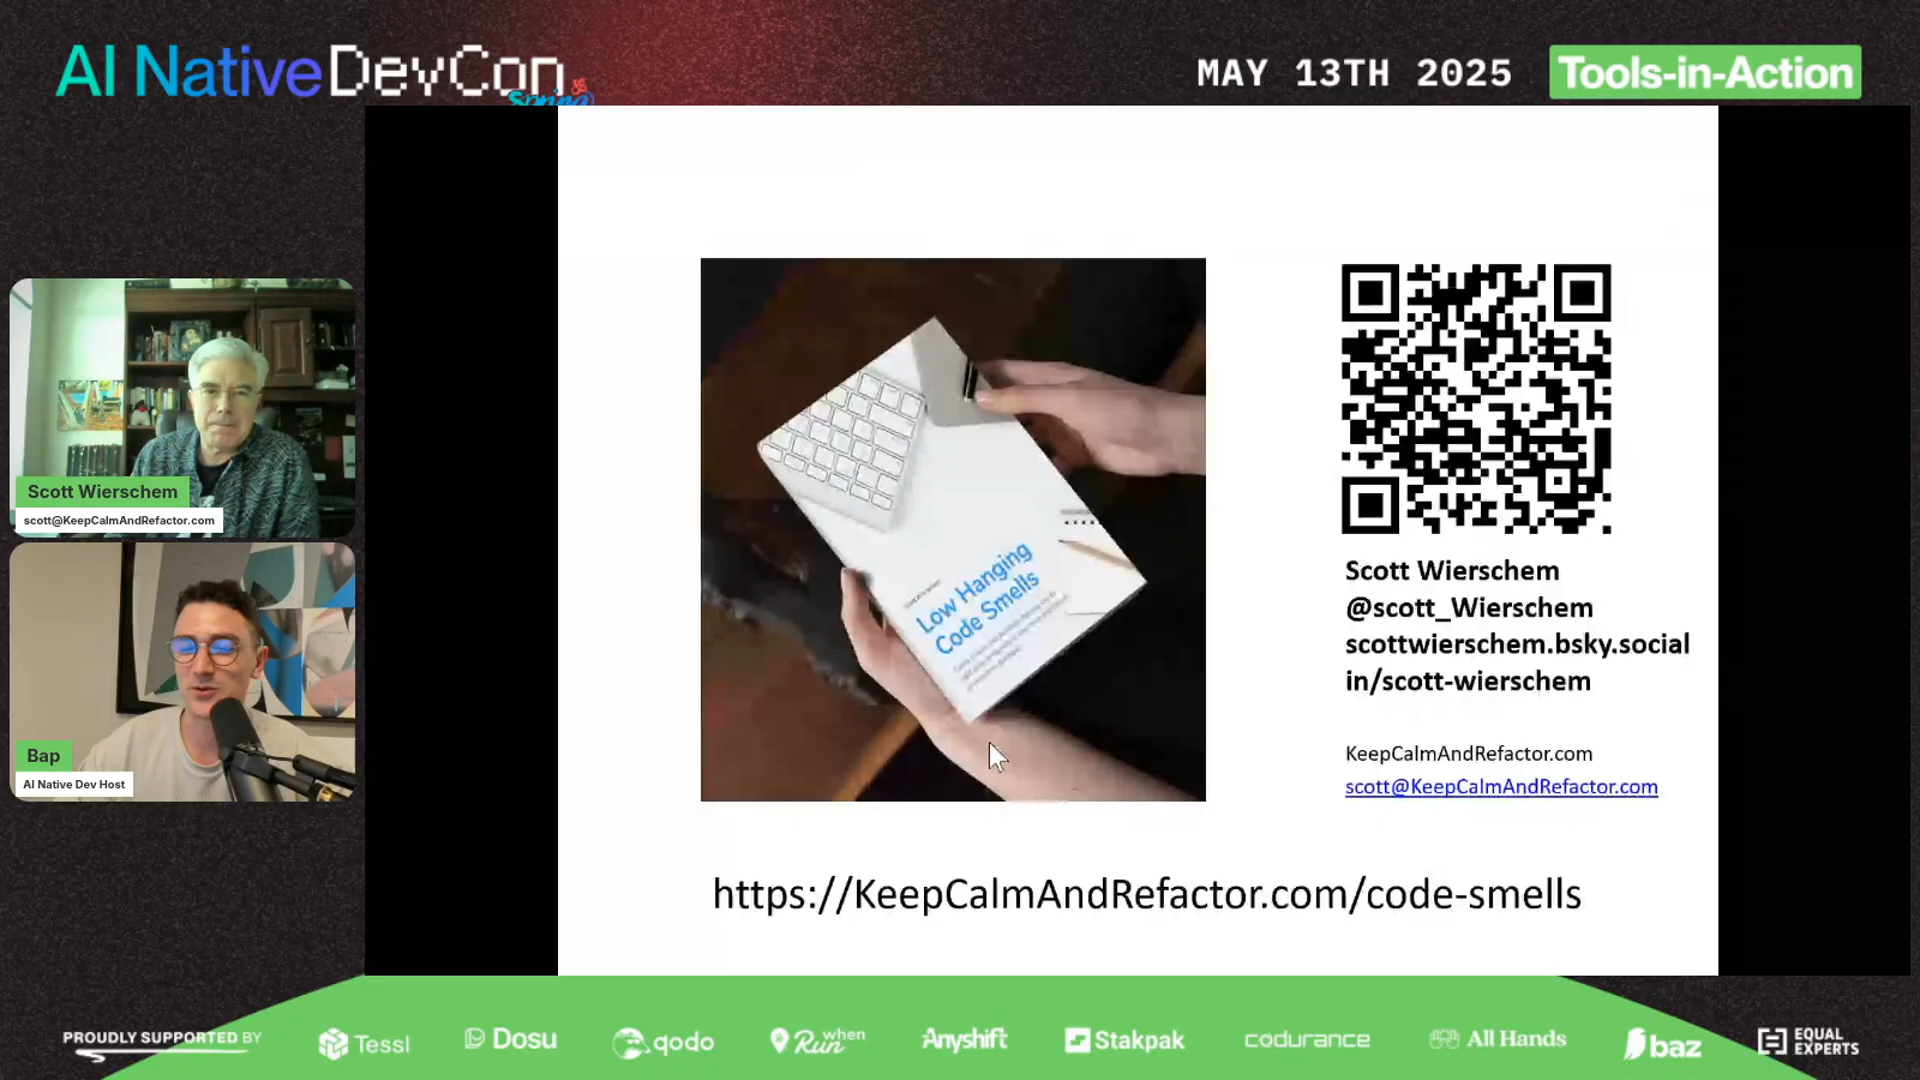 AI Native DevCon
Spring
MAY 13TH 2025
Tools-in-Action
Scott Wierschem
scott@KeepCalmAndRefactor.com
Bap
AI Native Dev Host
Low Hanging
Code Smells
Scott Wierschem
@scott_Wierschem
scottwierschem.bsky.social
in/scott-wierschem
KeepCalmAndRefactor.com
scott@KeepCalmAndRefactor.com
https://KeepCalmAndRefactor.com/code-smells
PROUDLY SUPPORTED BY
Tessl
Dosu
qodo
Run when
Anyshift
Stakpak
codurance
All Hands
baz
EQUAL
EXPERTS